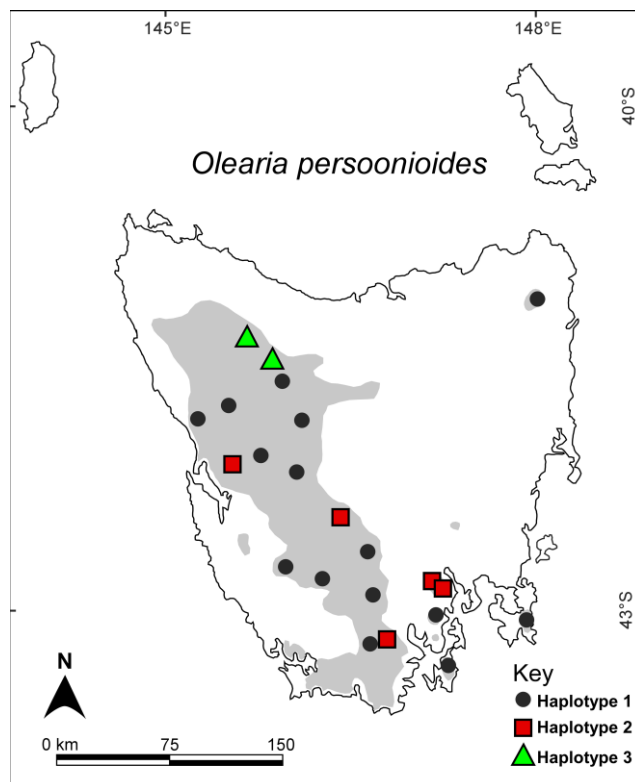 145°E 148°E
40°S
Olearia persoonioides
43°S
N
0 km 75 150
Key
Haplotype 1
Haplotype 2
Haplotype 3